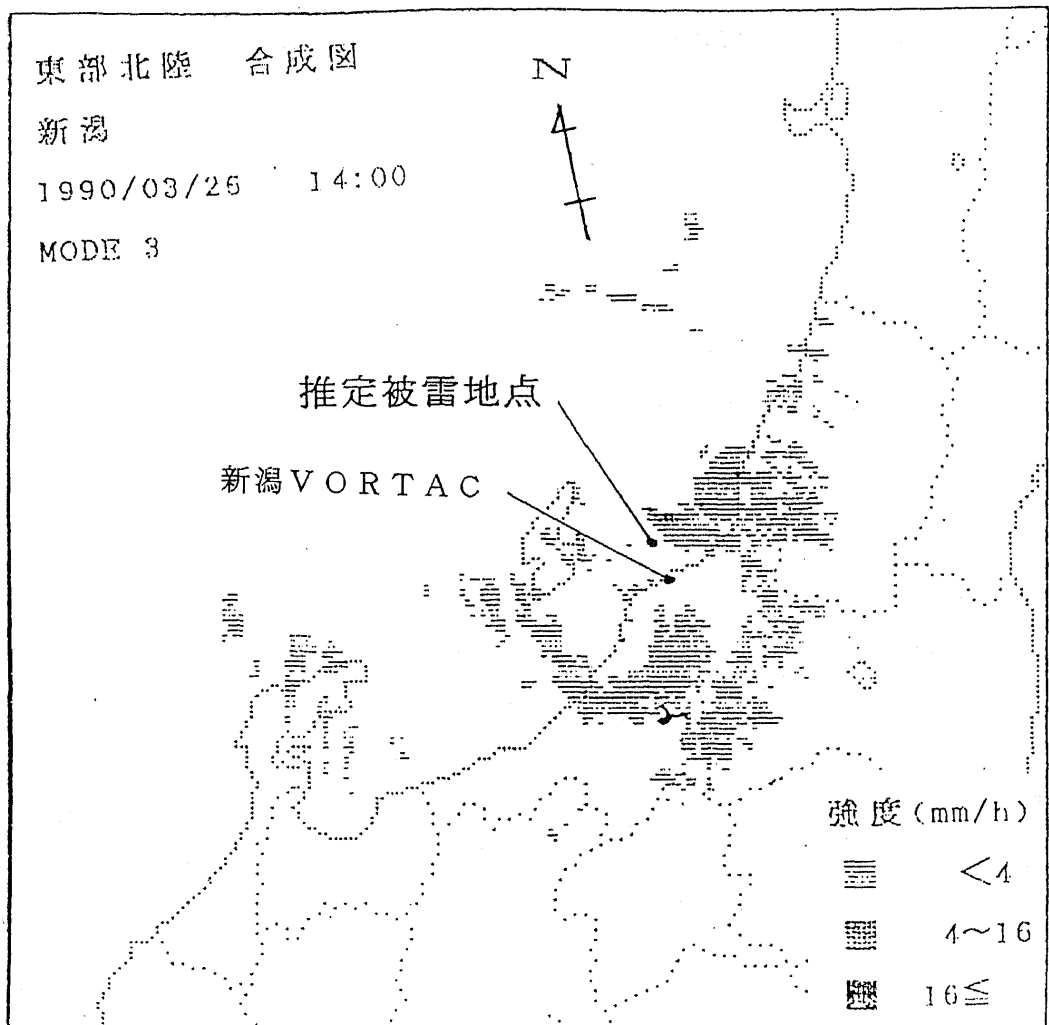 東部北陸 合成図
新潟
1990/03/26 14:00
MODE 3
N
推定被雷地点
新潟VORTAC
強度(mm/h)
<4
4~16
16≦